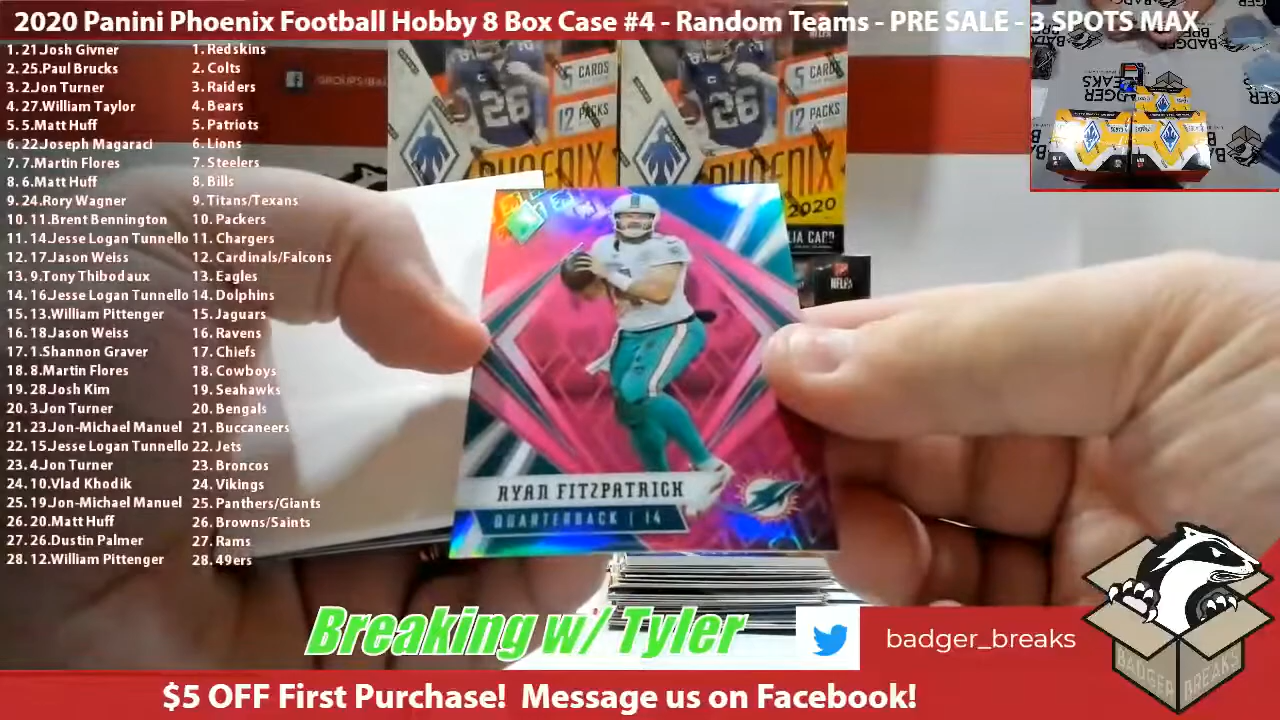 2020 Panini Phoenix Football Hobby 8 Box Case #4 - Random Teams - PRE SALE - 3 SPOTS MAX
1. 21.Josh Givner
2. 25.Paul Brucks
3. 2.Jon Turner
4. 27.William Taylor
5. 5.Matt Huff
6. 22.Joseph Magaraci
7. 7.Martin Flores
8. 6.Matt Huff
9. 24.Rory Wagner
10. 11.Brent Bennington
11. 14.Jesse Logan Tunnello
12. 17.Jason Weiss
13. 9.Tony Thibodaux
14. 16.Jesse Logan Tunnello
15. 13.William Pittenger
16. 18.Jason Weiss
17. 1.Shannon Graver
18. 8.Martin Flores
19. 28.Josh Kim
20. 3.Jon Turner
21. 23.Jon-Michael Manuel
22. 15.Jesse Logan Tunnello
23. 4.Jon Turner
24. 10.Vlad Khodik
25. 19.Jon-Michael Manuel
26. 20.Matt Huff
27. 26.Dustin Palmer
28. 12.William Pittenger
1. Redskins
2. Colts
3. Raiders
4. Bears
5. Patriots
6. Lions
7. Steelers
8. Bills
9. Titans/Texans
10. Packers
11. Chargers
12. Cardinals/Falcons
13. Eagles
14. Dolphins
15. Jaguars
16. Ravens
17. Chiefs
18. Cowboys
19. Seahawks
20. Bengals
21. Buccaneers
22. Jets
23. Broncos
24. Vikings
25. Panthers/Giants
26. Browns/Saints
27. Rams
28. 49ers
26
5 CARDS
12 PACKS
PHOENIX
26
5 CARD
12 PACKS
PHOENIX
2020
BADGER
BREAKS
RYAN FITZPATRICK
QUARTERBACK | 14
Breaking w/ Tyler
badger_breaks
BADGER BREAKS
$5 OFF First Purchase! Message us on Facebook!